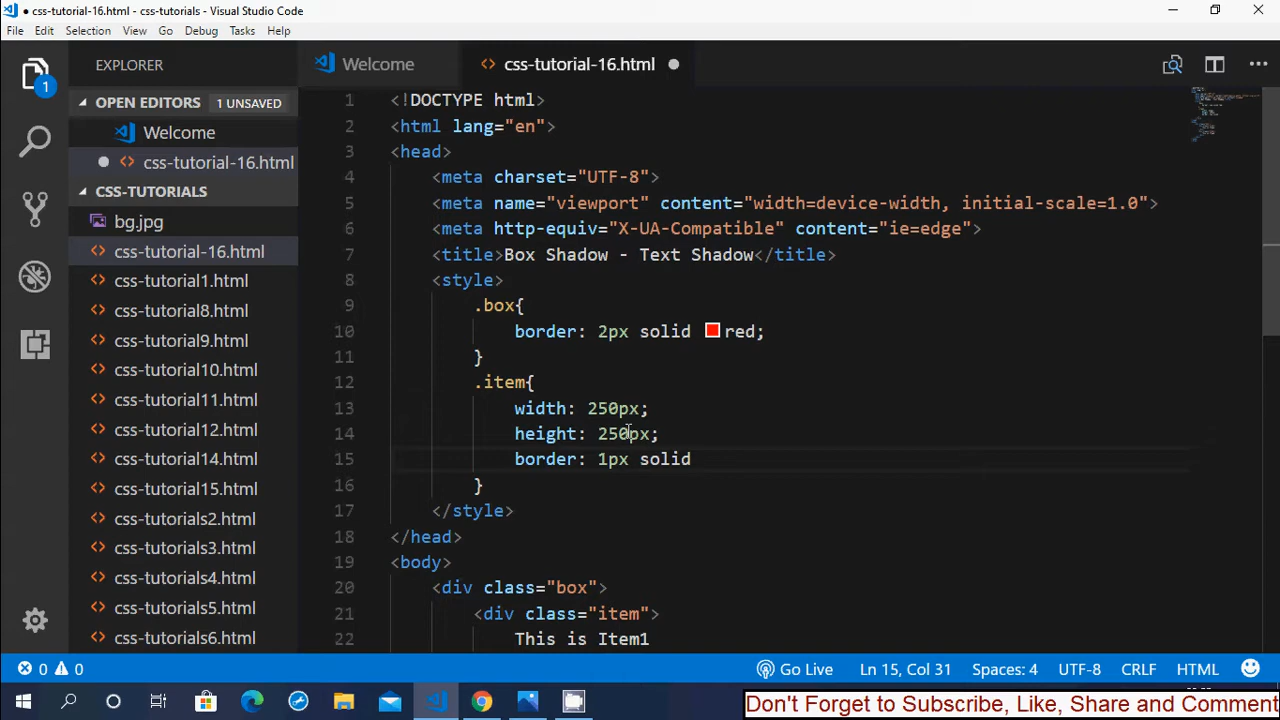 css-tutorial-16.html - css-tutorials - Visual Studio Code
File Edit Selection View Go Debug Tasks Help
EXPLORER
OPEN EDITORS 1 UNSAVED
Welcome
css-tutorial-16.html
CSS-TUTORIALS
bg.jpg
css-tutorial-16.html
css-tutorial1.html
css-tutorial8.html
css-tutorial9.html
css-tutorial10.html
css-tutorial11.html
css-tutorial12.html
css-tutorial14.html
css-tutorial15.html
css-tutorials2.html
css-tutorials3.html
css-tutorials4.html
css-tutorials5.html
css-tutorials6.html
1
Welcome css-tutorial-16.html
1 <!DOCTYPE html>
2 <html lang="en">
3 <head>
4 <meta charset="UTF-8">
5 <meta name="viewport" content="width=device-width, initial-scale=1.0">
6 <meta http-equiv="X-UA-Compatible" content="ie=edge">
7 <title>Box Shadow - Text Shadow</title>
8 <style>
9 .box{
10 border: 2px solid red;
11 }
12 .item{
13 width: 250px;
14 height: 250px;
15 border: 1px solid
16 }
17 </style>
18 </head>
19 <body>
20 <div class="box">
21 <div class="item">
22 This is Item1
0 0 Go Live Ln 15, Col 31 Spaces: 4 UTF-8 CRLF HTML
Don't Forget to Subscribe, Like, Share and Comment